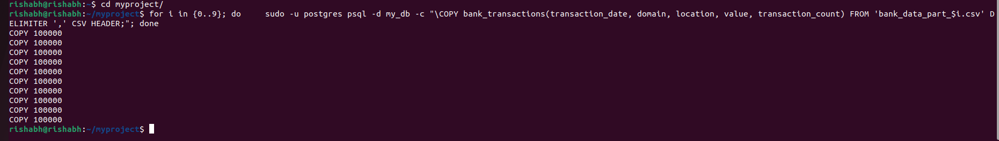 rishabh@rishabh:~$ cd myproject/
rishabh@rishabh:~/myproject$ for i in {0..9}; do     sudo -u postgres psql -d my_db -c "\COPY bank_transactions(transaction_date, domain, location, value, transaction_count) FROM 'bank_data_part_$i.csv' D
ELIMITER ',' CSV HEADER;"; done
COPY 100000
COPY 100000
COPY 100000
COPY 100000
COPY 100000
COPY 100000
COPY 100000
COPY 100000
COPY 100000
COPY 100000
rishabh@rishabh:~/myproject$